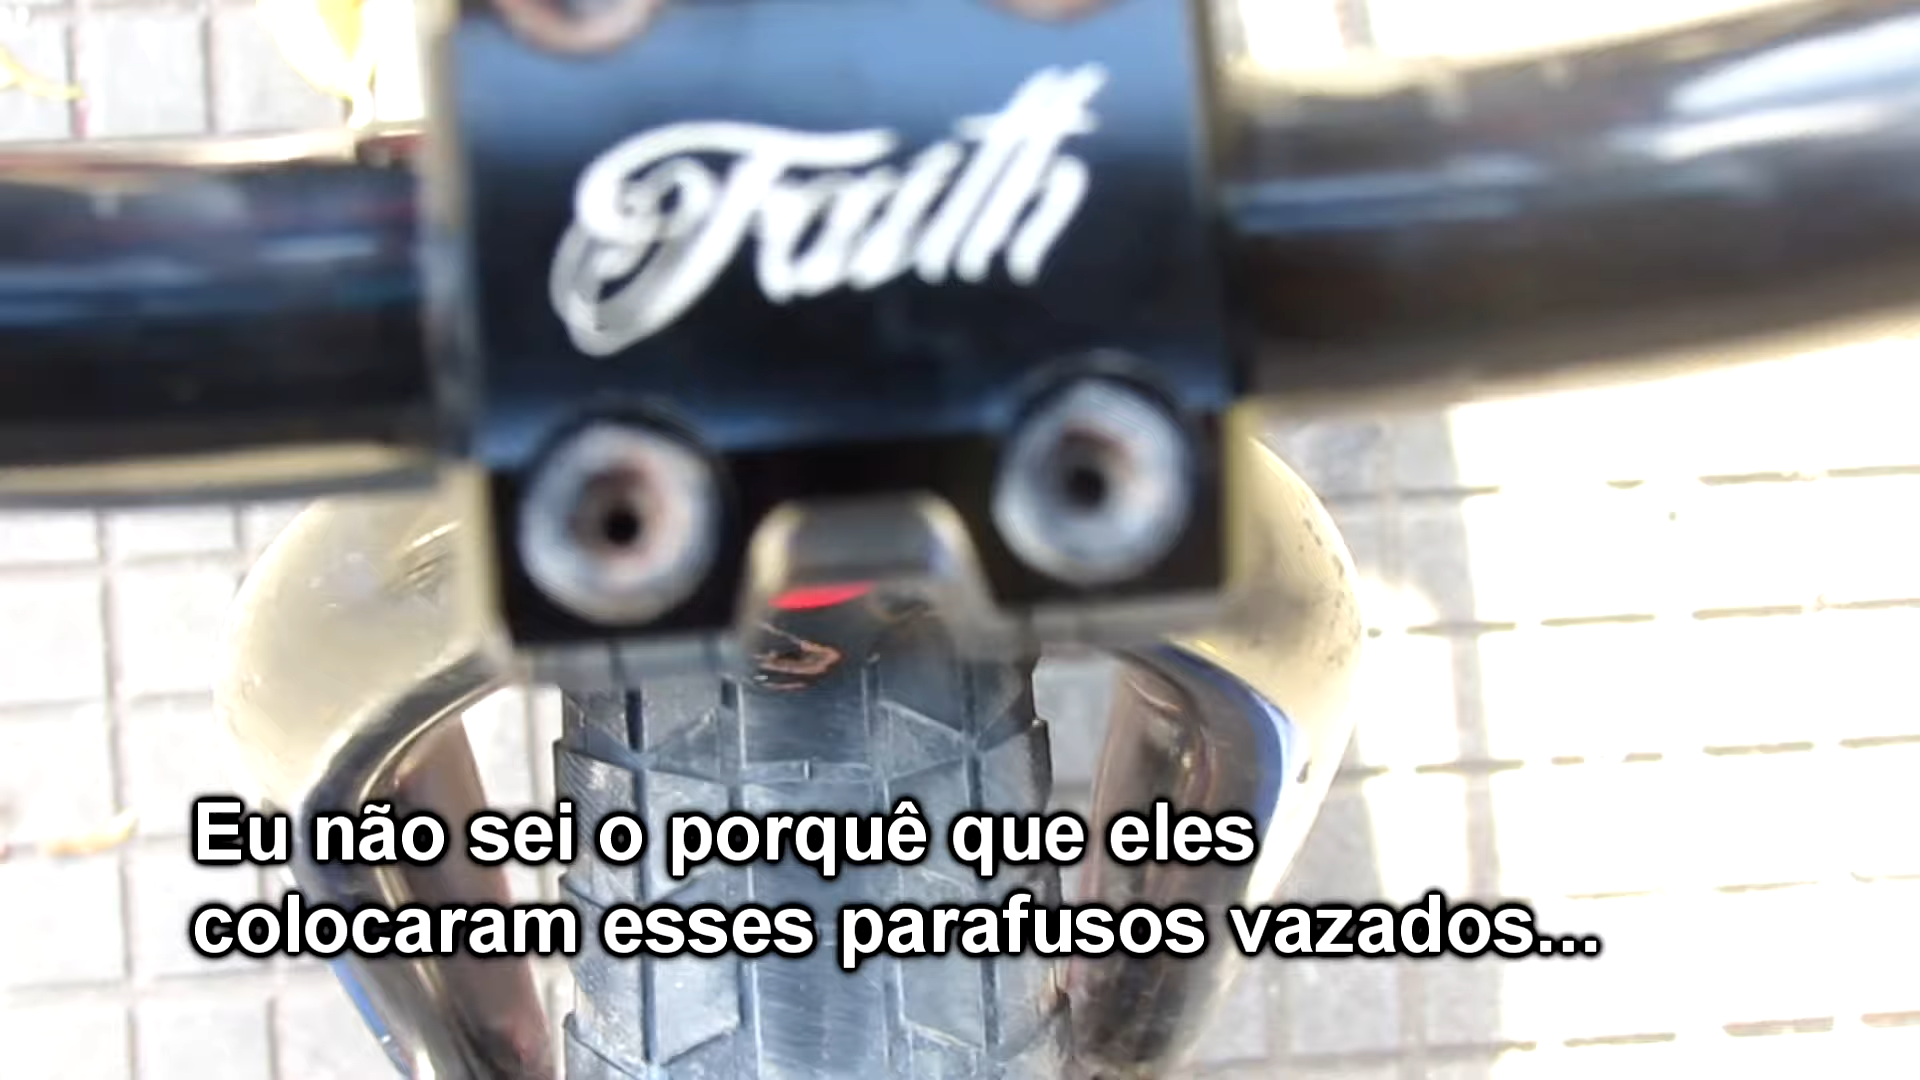 Faith
Eu não sei o porquê que eles
colocaram esses parafusos vazados...